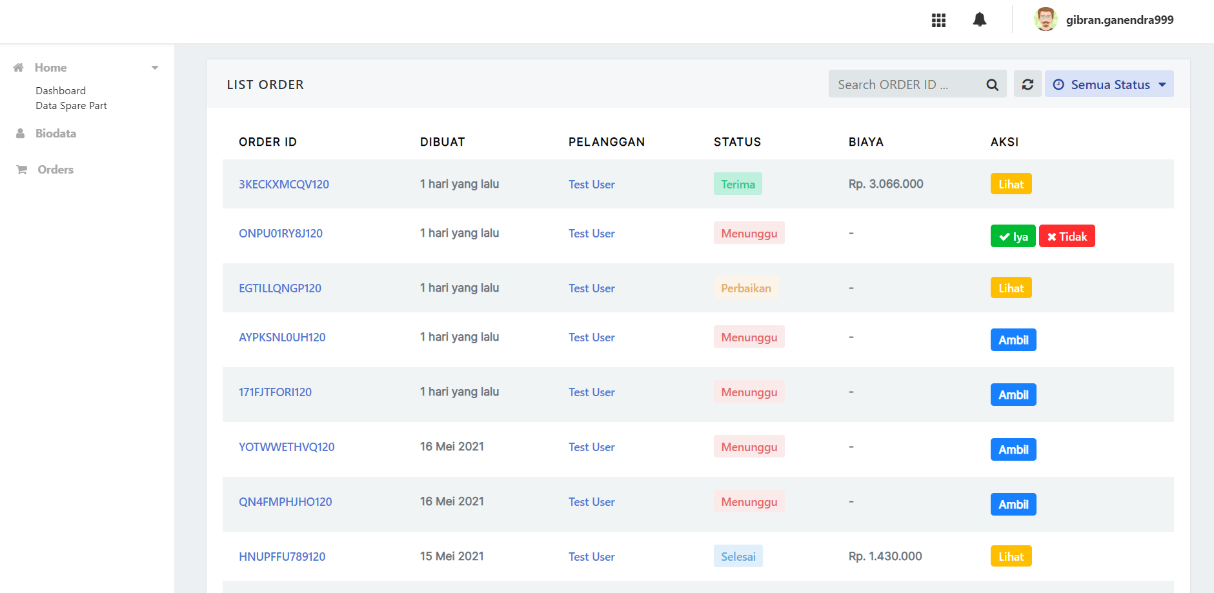 gibran.ganendra999
Home
Dashboard
Data Spare Part
Biodata
Orders
LIST ORDER
Search ORDER ID ...
Semua Status
ORDER ID DIBUAT PELANGGAN STATUS BIAYA AKSI
3KECKXMCQV120 1 hari yang lalu Test User Terima Rp. 3.066.000 Lihat
ONPU01RY8J120 1 hari yang lalu Test User Menunggu - Iya Tidak
EGTILLQNGP120 1 hari yang lalu Test User Perbaikan - Lihat
AYPKSNL0UH120 1 hari yang lalu Test User Menunggu - Ambil
171FJTFORI120 1 hari yang lalu Test User Menunggu - Ambil
YOTWWETHVQ120 16 Mei 2021 Test User Menunggu - Ambil
QN4FMPHJHO120 16 Mei 2021 Test User Menunggu - Ambil
HNUPFFU789120 15 Mei 2021 Test User Selesai Rp. 1.430.000 Lihat